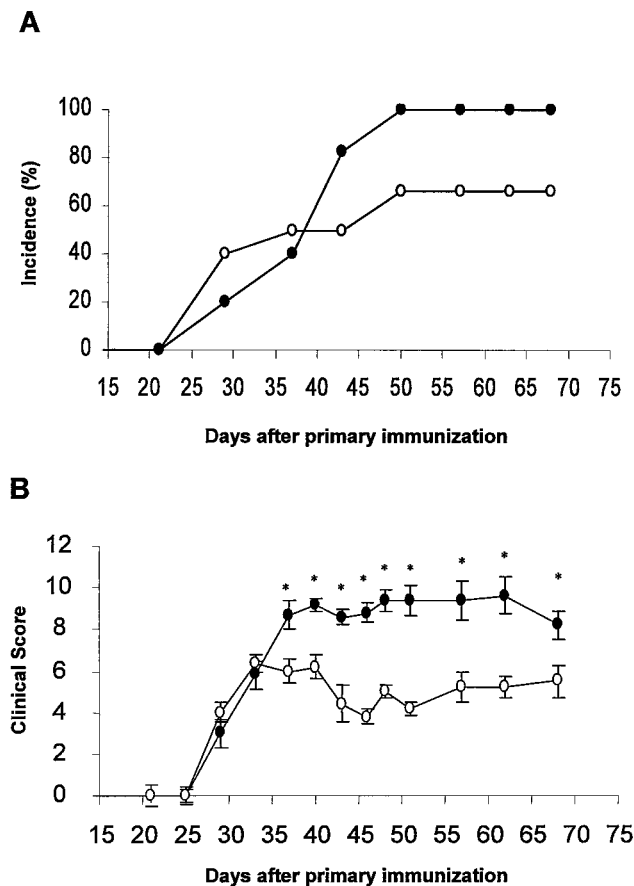 A
100
80
60
40
20
0
Incidence (%)
15 20 25 30 35 40 45 50 55 60 65 70 75
Days after primary immunization
B
12
10
8
6
4
2
0
Clinical Score
* * * * * * * * *
15 20 25 30 35 40 45 50 55 60 65 70 75
Days after primary immunization